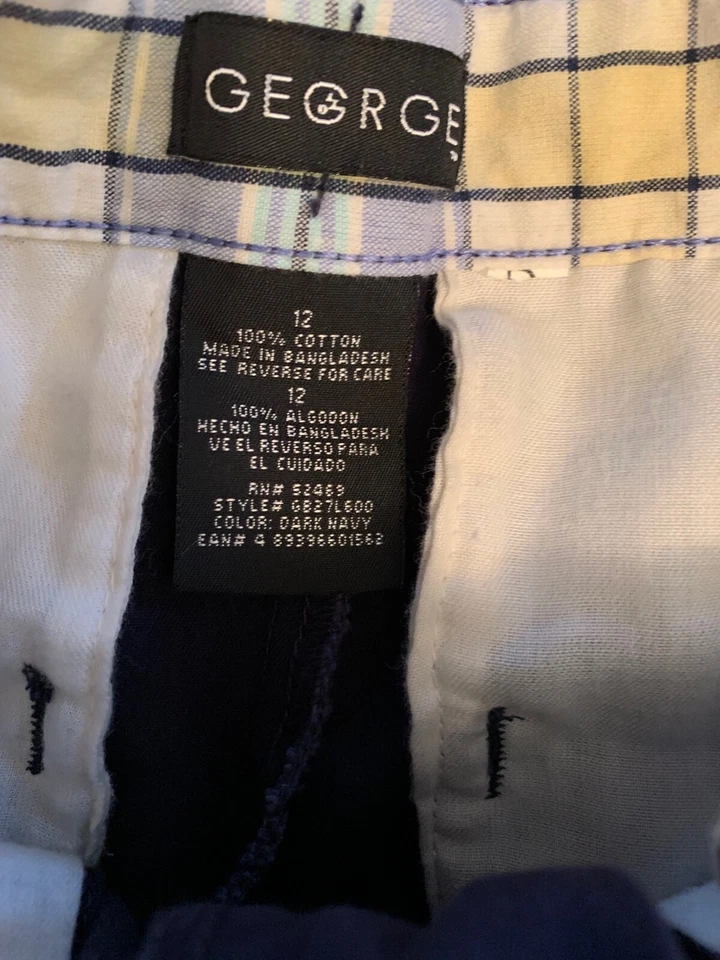 GEORGE
12
100% COTTON
MADE IN BANGLADESH
SEE REVERSE FOR CARE
12
100% ALGODON
HECHO EN BANGLADESH
VE EL REVERSO PARA
EL CUIDADO
RN# 52469
STYLE# GB27L600
COLOR: DARK NAVY
EAN# 4 89396601562